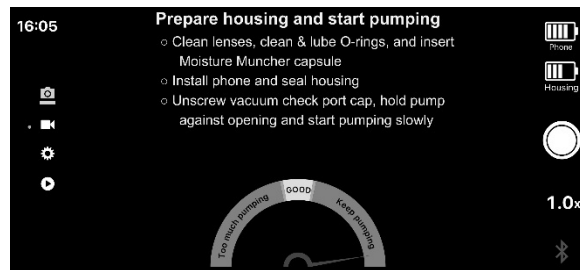 16:05
Prepare housing and start pumping
○ Clean lenses, clean & lube O-rings, and insert
Moisture Muncher capsule
○ Install phone and seal housing
○ Unscrew vacuum check port cap, hold pump
against opening and start pumping slowly
Phone
Housing
Too much pumping
GOOD
Keep pumping
1.0x